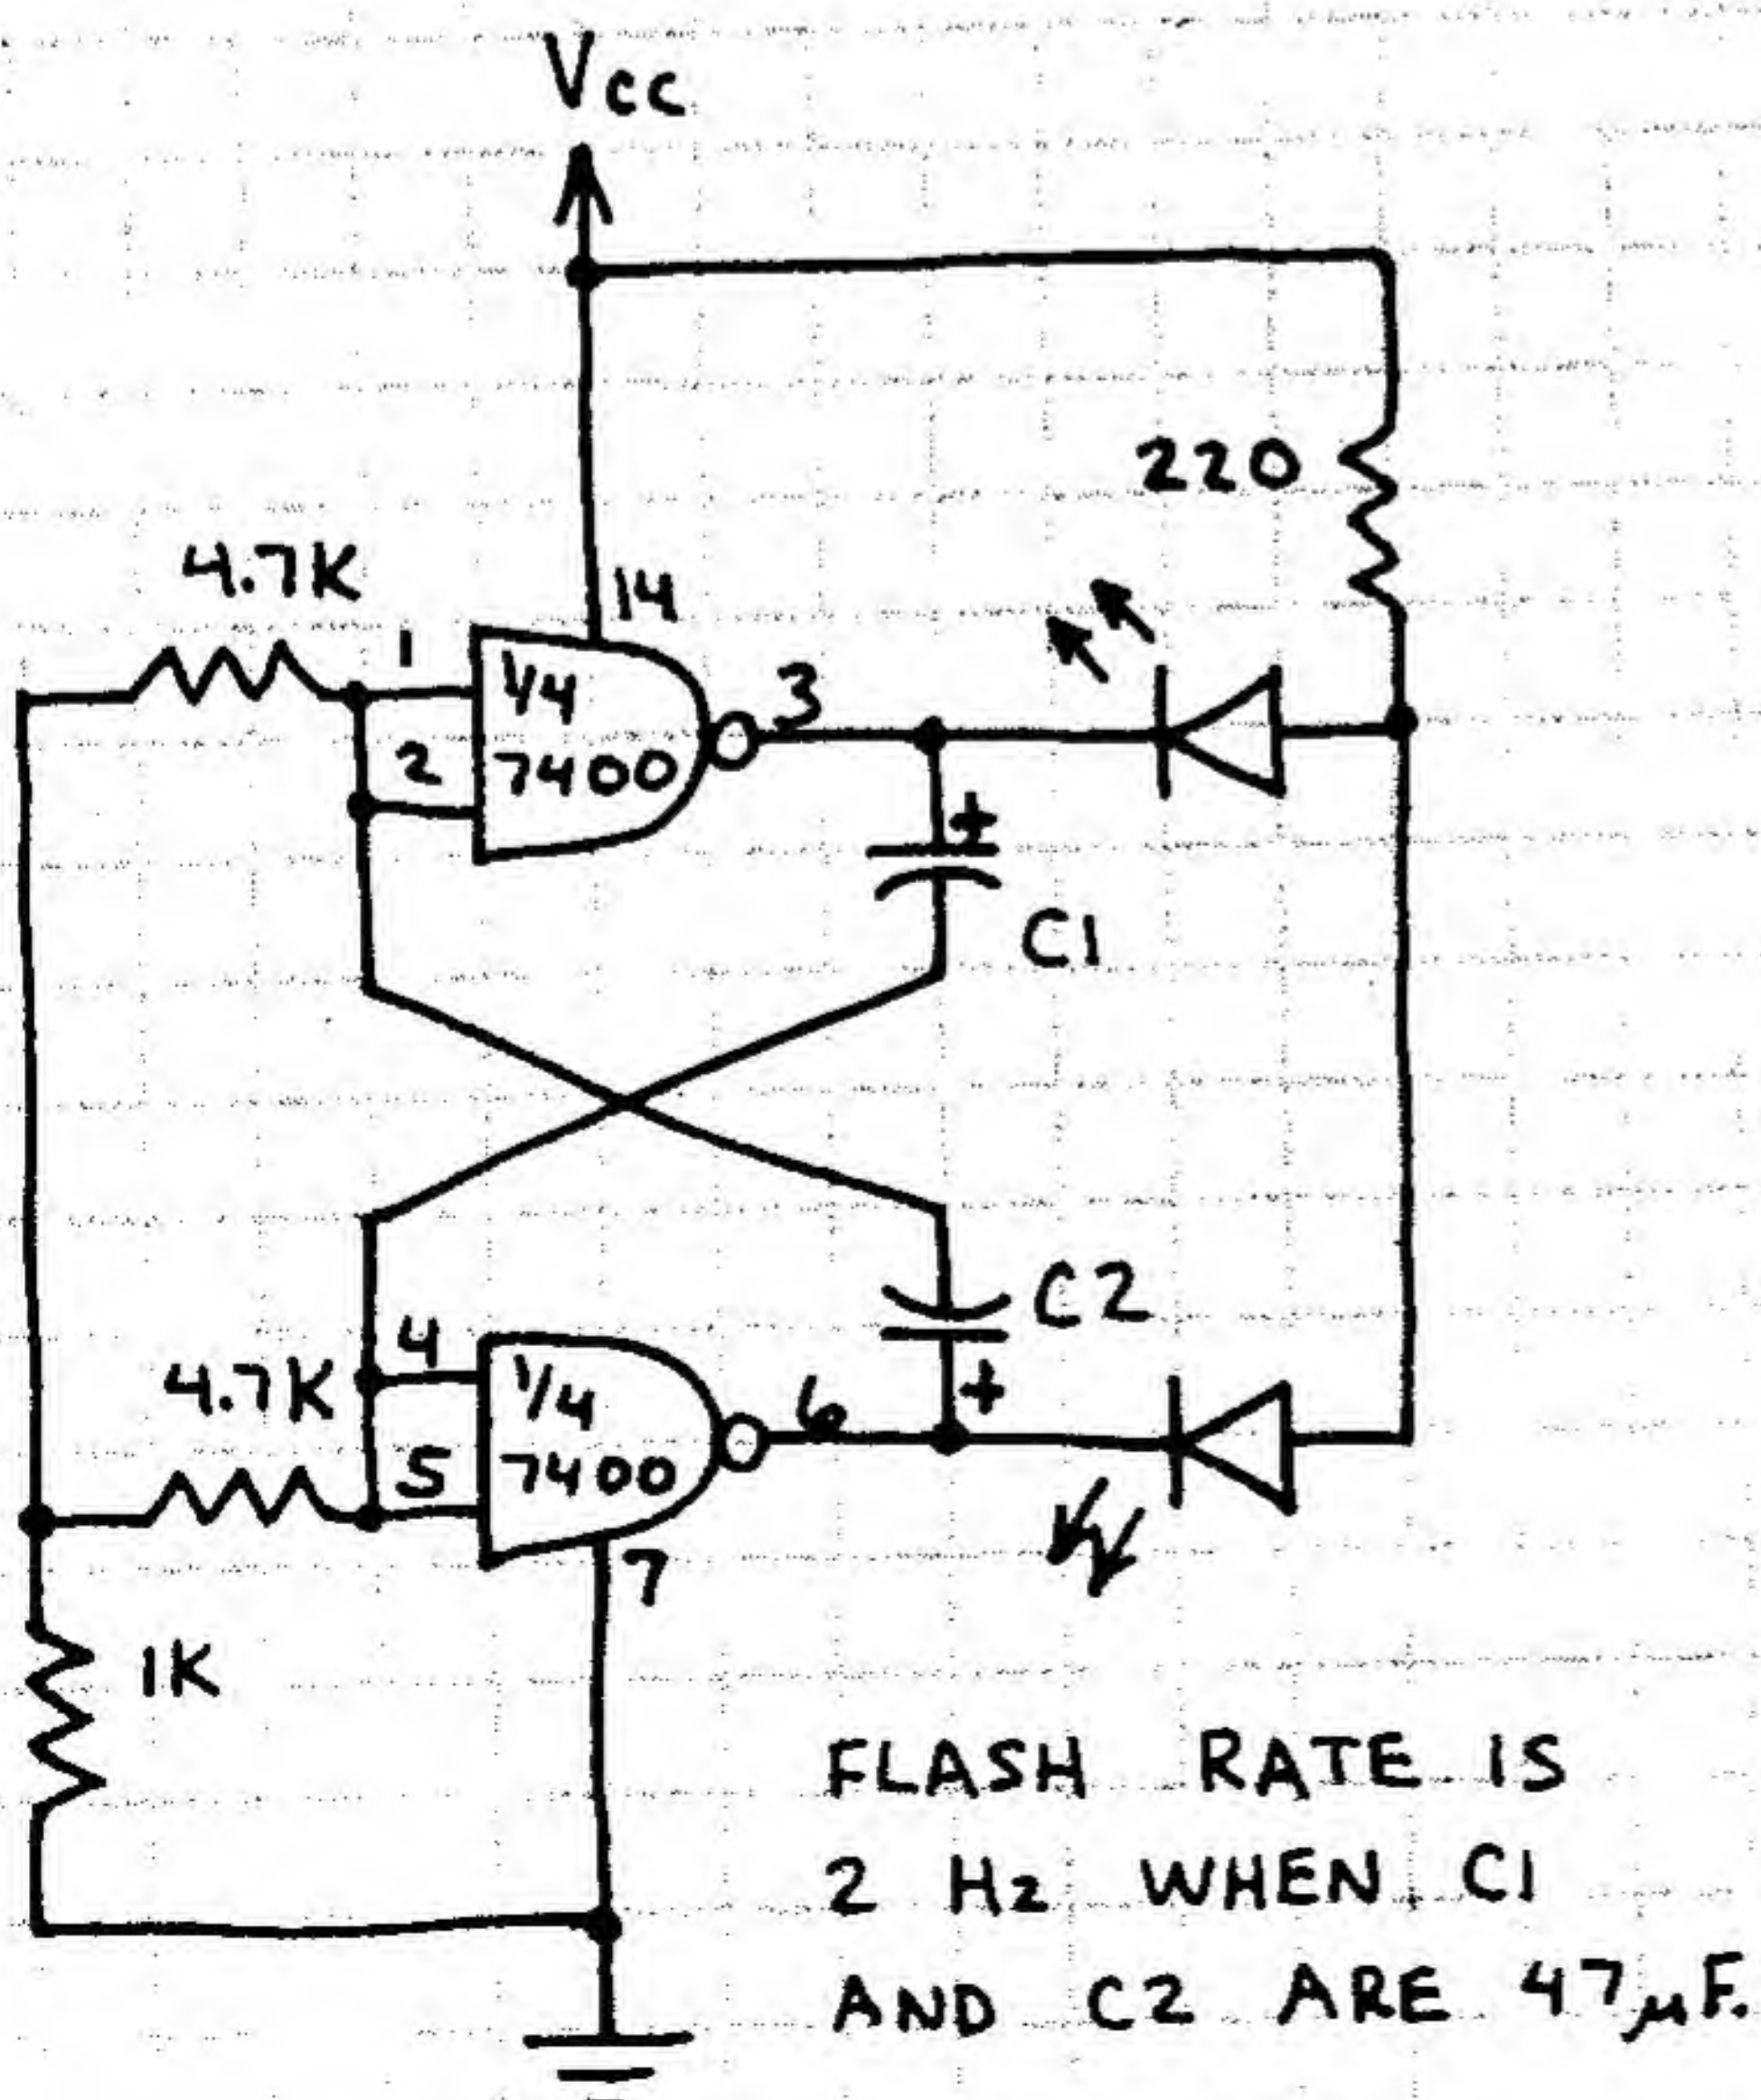 Vcc
220
4.7K
14
1
1/4
7400
2
3
+
C1
C2
+
4.7K
4
1/4
7400
5
6
7
1K
FLASH RATE IS
2 Hz WHEN C1
AND C2 ARE 47µF.